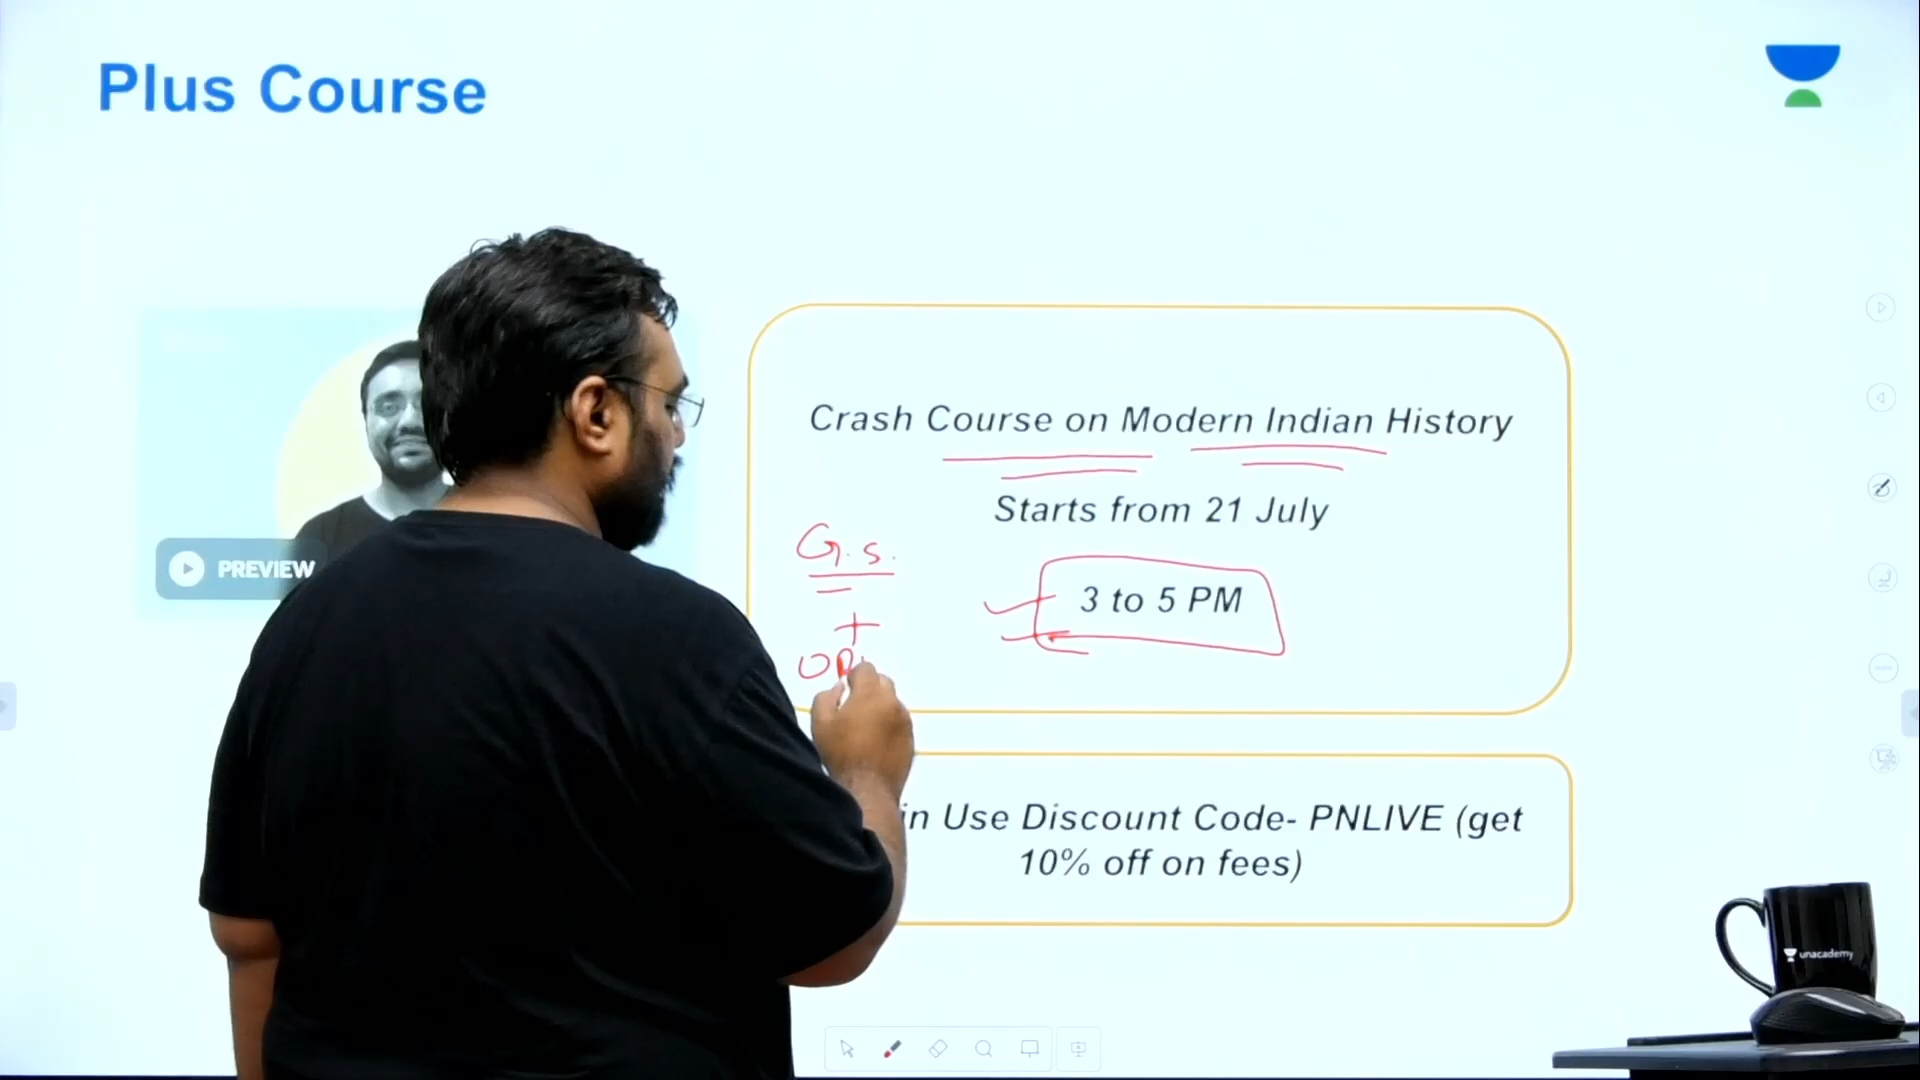 Plus Course
PREVIEW
Crash Course on Modern Indian History
Starts from 21 July
G.S.
+
3 to 5 PM
Use Discount Code- PNLIVE (get
10% off on fees)
unacademy